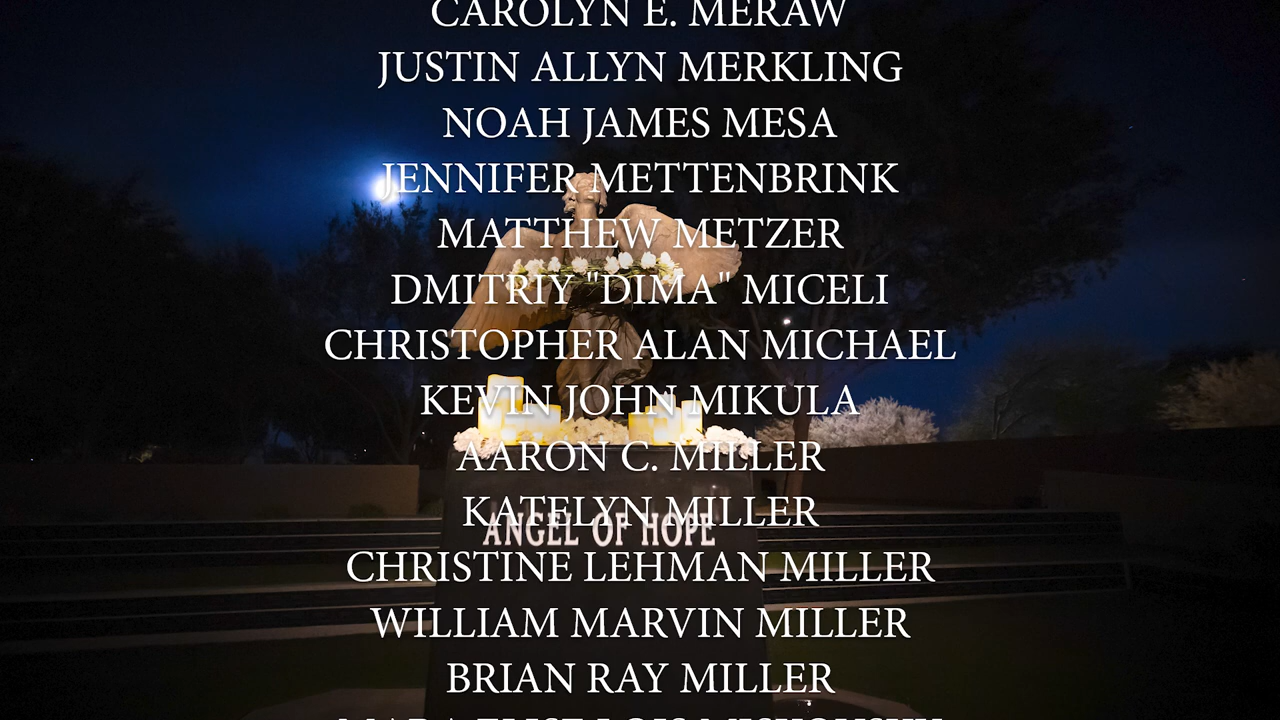 CAROLYN E. MERAW
JUSTIN ALLYN MERKLING
NOAH JAMES MESA
JENNIFER METTENBRINK
MATTHEW METZER
DMITRIY "DIMA" MICELI
CHRISTOPHER ALAN MICHAEL
KEVIN JOHN MIKULA
AARON C. MILLER
KATELYN MILLER
ANGEL OF HOPE
CHRISTINE LEHMAN MILLER
WILLIAM MARVIN MILLER
BRIAN RAY MILLER